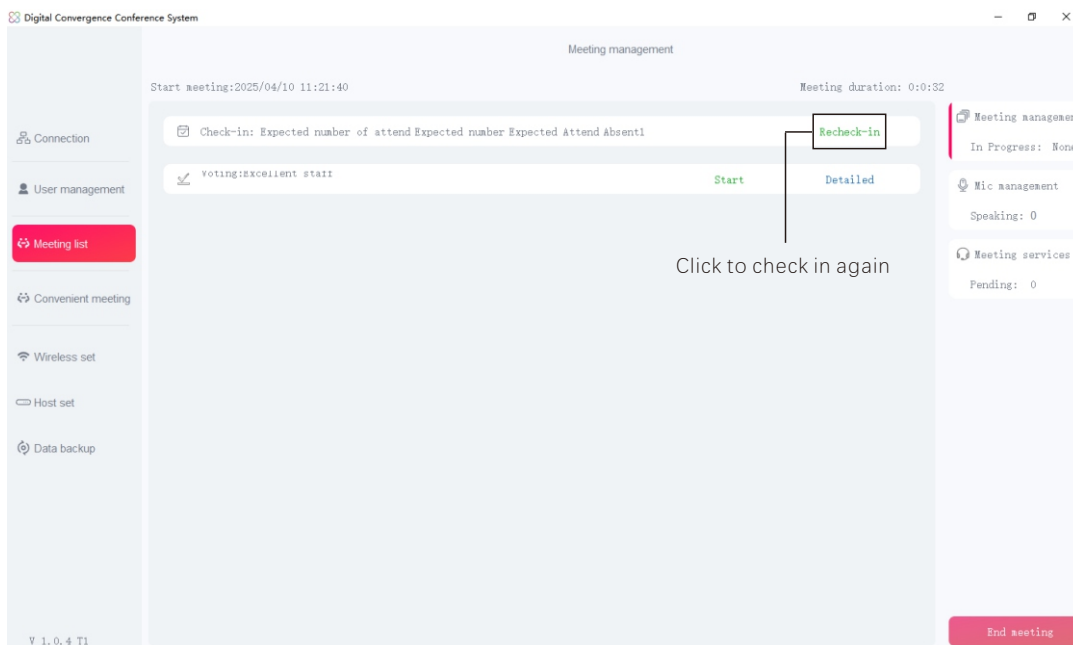 Digital Convergence Conference System
Meeting management
Start meeting:2025/04/10 11:21:40
Meeting duration: 0:0:32
Connection
User management
Meeting list
Convenient meeting
Wireless set
Host set
Data backup
V 1.0.4 T1
Check-in: Expected number of attend Expected number Expected Attend Absent1
Recheck-in
Voting:Excellent staff
Start
Detailed
Click to check in again
Meeting managemen
In Progress: None
Mic management
Speaking: 0
Meeting services
Pending: 0
End meeting